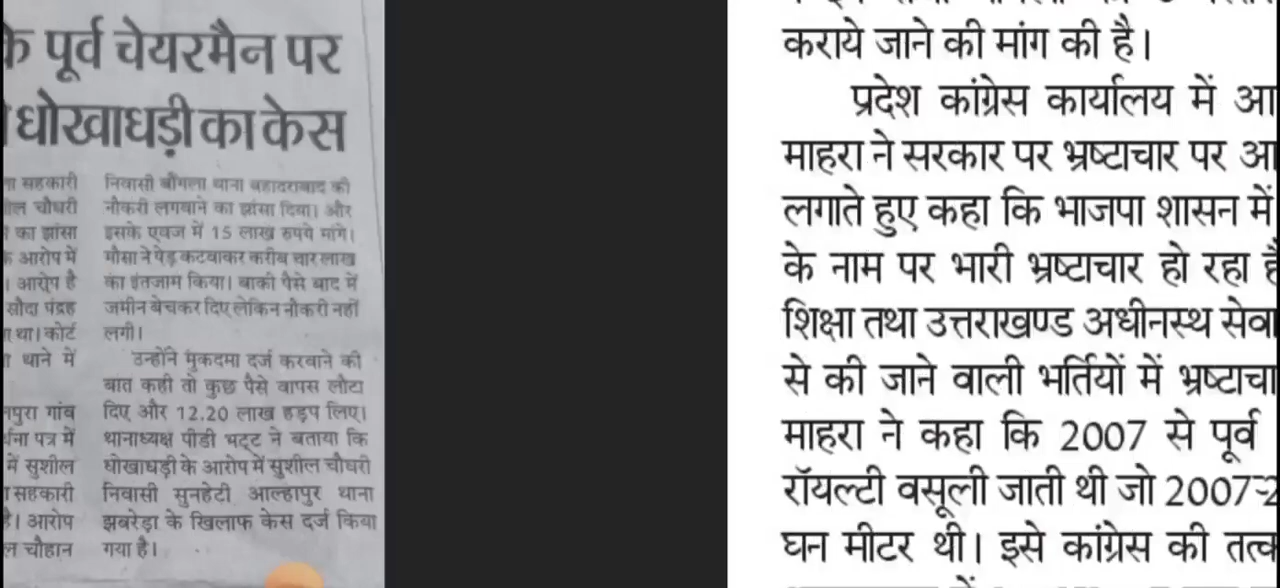 के पूर्व चेयरमैन पर
धोखाधड़ी का केस
सहकारी
चौधरी
का झांसा
आरोप में
। आरोप है
सौदा पंद्रह
था। कोर्ट
थाने में
गांव
पत्र में
में सुशील
सहकारी
है। आरोप
चौहान
निवासी बौंगला थाना बहादराबाद की
नौकरी लगवाने का झांसा दिया। और
इसके एवज में 15 लाख रुपये मांगे।
मौसा ने पेड़ कटवाकर करीब चार लाख
का इंतजाम किया। बाकी पैसे बाद में
जमीन बेचकर दिए लेकिन नौकरी नहीं
लगी।
उन्होंने मुकदमा दर्ज करवाने की
बात कही तो कुछ पैसे वापस लौटा
दिए और 12.20 लाख हड़प लिए।
थानाध्यक्ष पीडी भट्ट ने बताया कि
धोखाधड़ी के आरोप में सुशील चौधरी
निवासी सुनहेटी आल्हापुर थाना
झबरेड़ा के खिलाफ केस दर्ज किया
गया है।
कराये जाने की मांग की है।
प्रदेश कांग्रेस कार्यालय में आ
माहरा ने सरकार पर भ्रष्टाचार पर आ
लगाते हुए कहा कि भाजपा शासन में
के नाम पर भारी भ्रष्टाचार हो रहा है
शिक्षा तथा उत्तराखण्ड अधीनस्थ सेवा
से की जाने वाली भर्तियों में भ्रष्टाचा
माहरा ने कहा कि 2007 से पूर्व
रॉयल्टी वसूली जाती थी जो 2007-2
घन मीटर थी। इसे कांग्रेस की तत्क